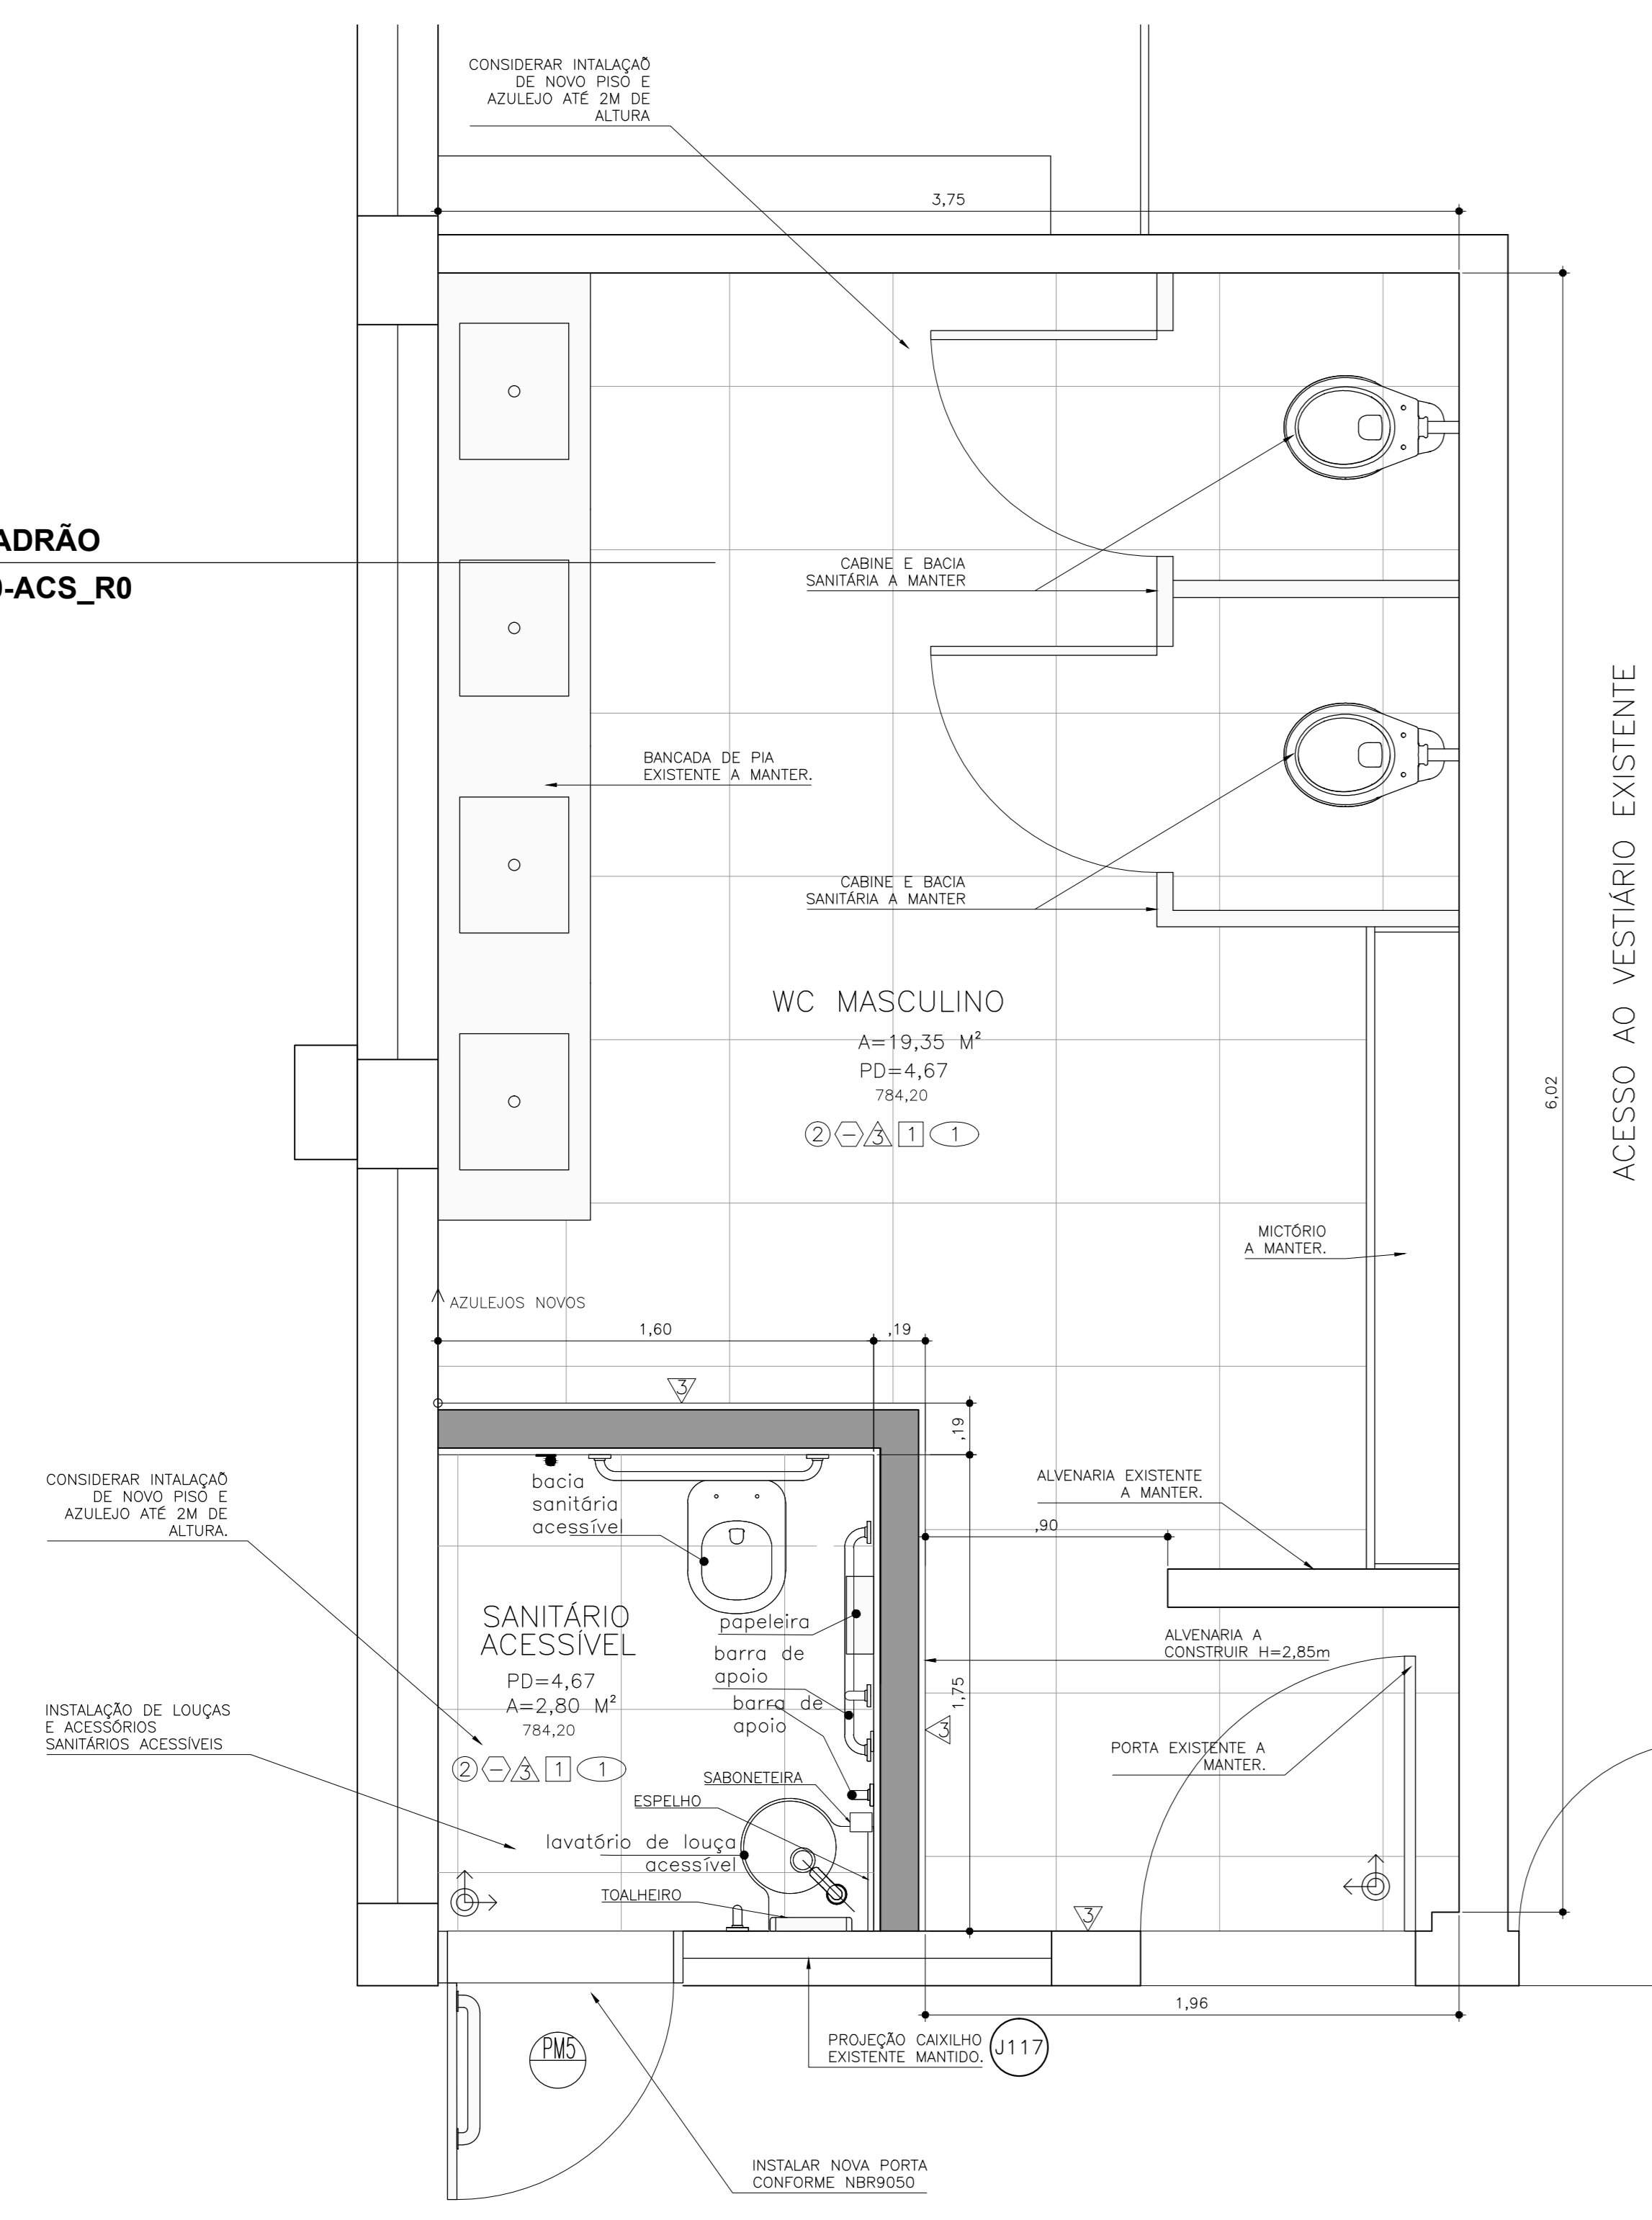 CONSIDERAR INTALAÇAÕ
DE NOVO PISO E
AZULEJO ATÉ 2M DE
ALTURA
3,75
ADRÃO
-ACS_R0
CABINE E BACIA
SANITÁRIA A MANTER
BANCADA DE PIA
EXISTENTE A MANTER.
CABINE E BACIA
SANITÁRIA A MANTER
ACESSO AO VESTIÁRIO EXISTENTE
6,02
WC MASCULINO
A=19,35 M²
PD=4,67
784,20
2 – 3 1 1
MICTÓRIO
A MANTER.
AZULEJOS NOVOS
1,60
,19
3
,19
CONSIDERAR INTALAÇAÕ
DE NOVO PISO E
AZULEJO ATÉ 2M DE
ALTURA.
bacia
sanitária
acessível
ALVENARIA EXISTENTE
A MANTER.
,90
SANITÁRIO
ACESSÍVEL
PD=4,67
A=2,80 M²
784,20
2 – 3 1 1
papeleira
barra de
apoio
barra de
apoio
ALVENARIA A
CONSTRUIR H=2,85m
1,75
3
INSTALAÇÃO DE LOUÇAS
E ACESSÓRIOS
SANITÁRIOS ACESSÍVEIS
PORTA EXISTENTE A
MANTER.
SABONETEIRA
ESPELHO
lavatório de louça
acessível
TOALHEIRO
3
1,96
PM5
PROJEÇÃO CAIXILHO
EXISTENTE MANTIDO.
J117
INSTALAR NOVA PORTA
CONFORME NBR9050